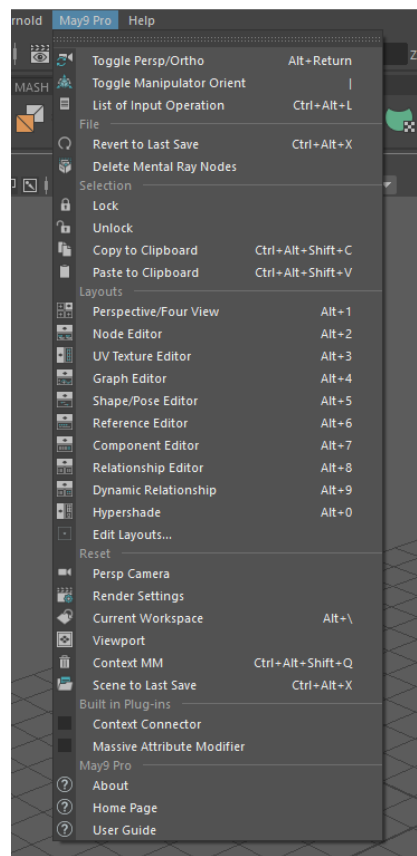 rnold May9 Pro Help
Z
MASH
Toggle Persp/Ortho Alt+Return
Toggle Manipulator Orient |
List of Input Operation Ctrl+Alt+L
File
Revert to Last Save Ctrl+Alt+X
Delete Mental Ray Nodes
Selection
Lock
Unlock
Copy to Clipboard Ctrl+Alt+Shift+C
Paste to Clipboard Ctrl+Alt+Shift+V
Layouts
Perspective/Four View Alt+1
Node Editor Alt+2
UV Texture Editor Alt+3
Graph Editor Alt+4
Shape/Pose Editor Alt+5
Reference Editor Alt+6
Component Editor Alt+7
Relationship Editor Alt+8
Dynamic Relationship Alt+9
Hypershade Alt+0
Edit Layouts...
Reset
Persp Camera
Render Settings
Current Workspace Alt+\
Viewport
Context MM Ctrl+Alt+Shift+Q
Scene to Last Save Ctrl+Alt+X
Built in Plug-ins
Context Connector
Massive Attribute Modifier
May9 Pro
? About
? Home Page
? User Guide